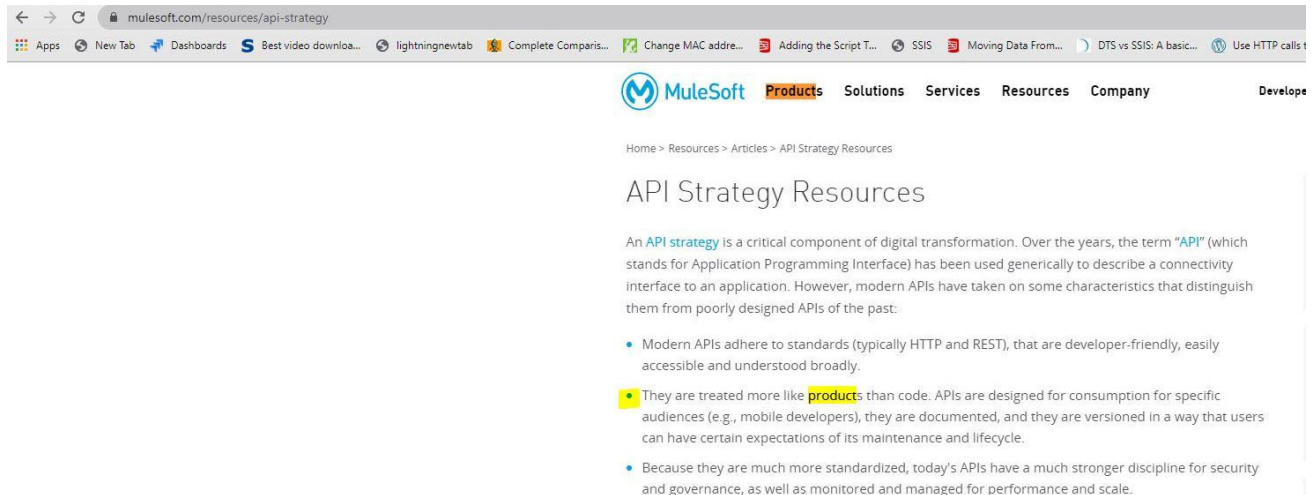 mulesoft.com/resources/api-strategy
Apps New Tab Dashboards Best video downloa... lightningnewtab Complete Comparis... Change MAC addre... Adding the Script T... SSIS Moving Data From... DTS vs SSIS: A basic... Use HTTP calls t
MuleSoft Products Solutions Services Resources Company Develope
Home > Resources > Articles > API Strategy Resources
API Strategy Resources
An API strategy is a critical component of digital transformation. Over the years, the term “API” (which
stands for Application Programming Interface) has been used generically to describe a connectivity
interface to an application. However, modern APIs have taken on some characteristics that distinguish
them from poorly designed APIs of the past:
• Modern APIs adhere to standards (typically HTTP and REST), that are developer-friendly, easily
accessible and understood broadly.
• They are treated more like products than code. APIs are designed for consumption for specific
audiences (e.g., mobile developers), they are documented, and they are versioned in a way that users
can have certain expectations of its maintenance and lifecycle.
• Because they are much more standardized, today's APIs have a much stronger discipline for security
and governance, as well as monitored and managed for performance and scale.